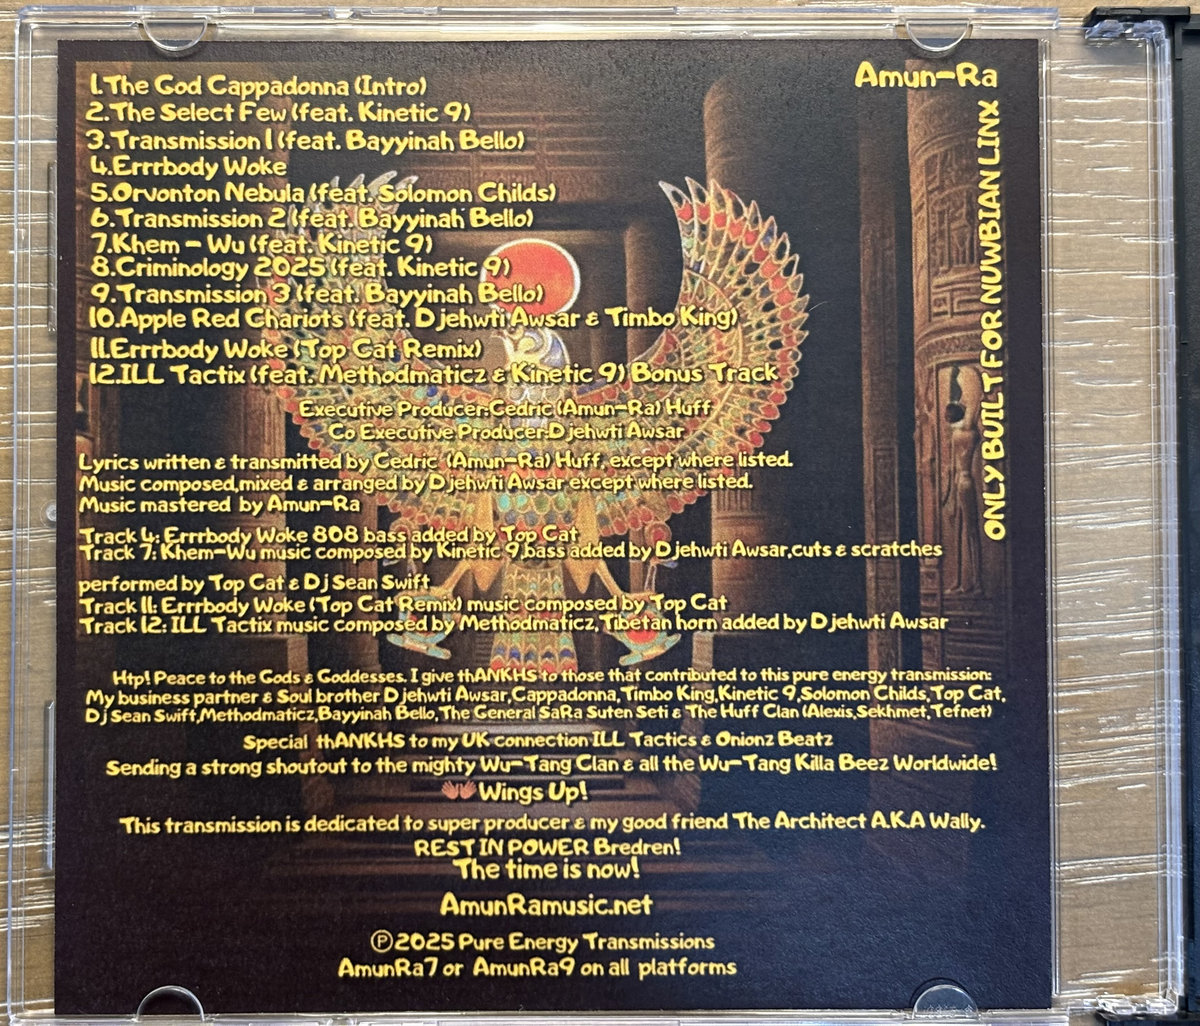 1.The God Cappadonna (Intro)
2.The Select Few (feat. Kinetic 9)
3.Transmission 1 (feat. Bayyinah Bello)
4.Errrbody Woke
5.Orvonton Nebula (feat. Solomon Childs)
6.Transmission 2 (feat. Bayyinah Bello)
7.Khem - Wu (feat. Kinetic 9)
8.Criminology 2025 (feat. Kinetic 9)
9.Transmission 3 (feat. Bayyinah Bello)
10.Apple Red Chariots (feat. Djehwti Awsar & Timbo King)
11.Errrbody Woke (Top Cat Remix)
12.ILL Tactix (feat. Methodmaticz & Kinetic 9) Bonus Track
Amun-Ra
ONLY BUILT FOR NUWBIAN LINX
Executive Producer:Cedric (Amun-Ra) Huff
Co Executive Producer:Djehwti Awsar
Lyrics written & transmitted by Cedric (Amun-Ra) Huff, except where listed.
Music composed,mixed & arranged by Djehwti Awsar except where listed.
Music mastered by Amun-Ra
Track 4: Errrbody Woke 808 bass added by Top Cat
Track 7: Khem-Wu music composed by Kinetic 9,bass added by Djehwti Awsar,cuts & scratches
performed by Top Cat & Dj Sean Swift
Track 11: Errrbody Woke (Top Cat Remix) music composed by Top Cat
Track 12: ILL Tactix music composed by Methodmaticz,Tibetan horn added by Djehwti Awsar
Htp! Peace to the Gods & Goddesses. I give thANKHS to those that contributed to this pure energy transmission:
My business partner & Soul brother Djehwti Awsar,Cappadonna,Timbo King,Kinetic 9,Solomon Childs,Top Cat,
Dj Sean Swift,Methodmaticz,Bayyinah Bello,The General SaRa Suten Seti & The Huff Clan (Alexis,Sekhmet,Tefnet)
Special thANKHS to my UK connection ILL Tactics & Onionz Beatz
Sending a strong shoutout to the mighty Wu-Tang Clan & all the Wu-Tang Killa Beez Worldwide!
👐Wings Up!
This transmission is dedicated to super producer & my good friend The Architect A.K.A Wally.
REST IN POWER Bredren!
The time is now!
AmunRamusic.net
℗2025 Pure Energy Transmissions
AmunRa7 or AmunRa9 on all platforms